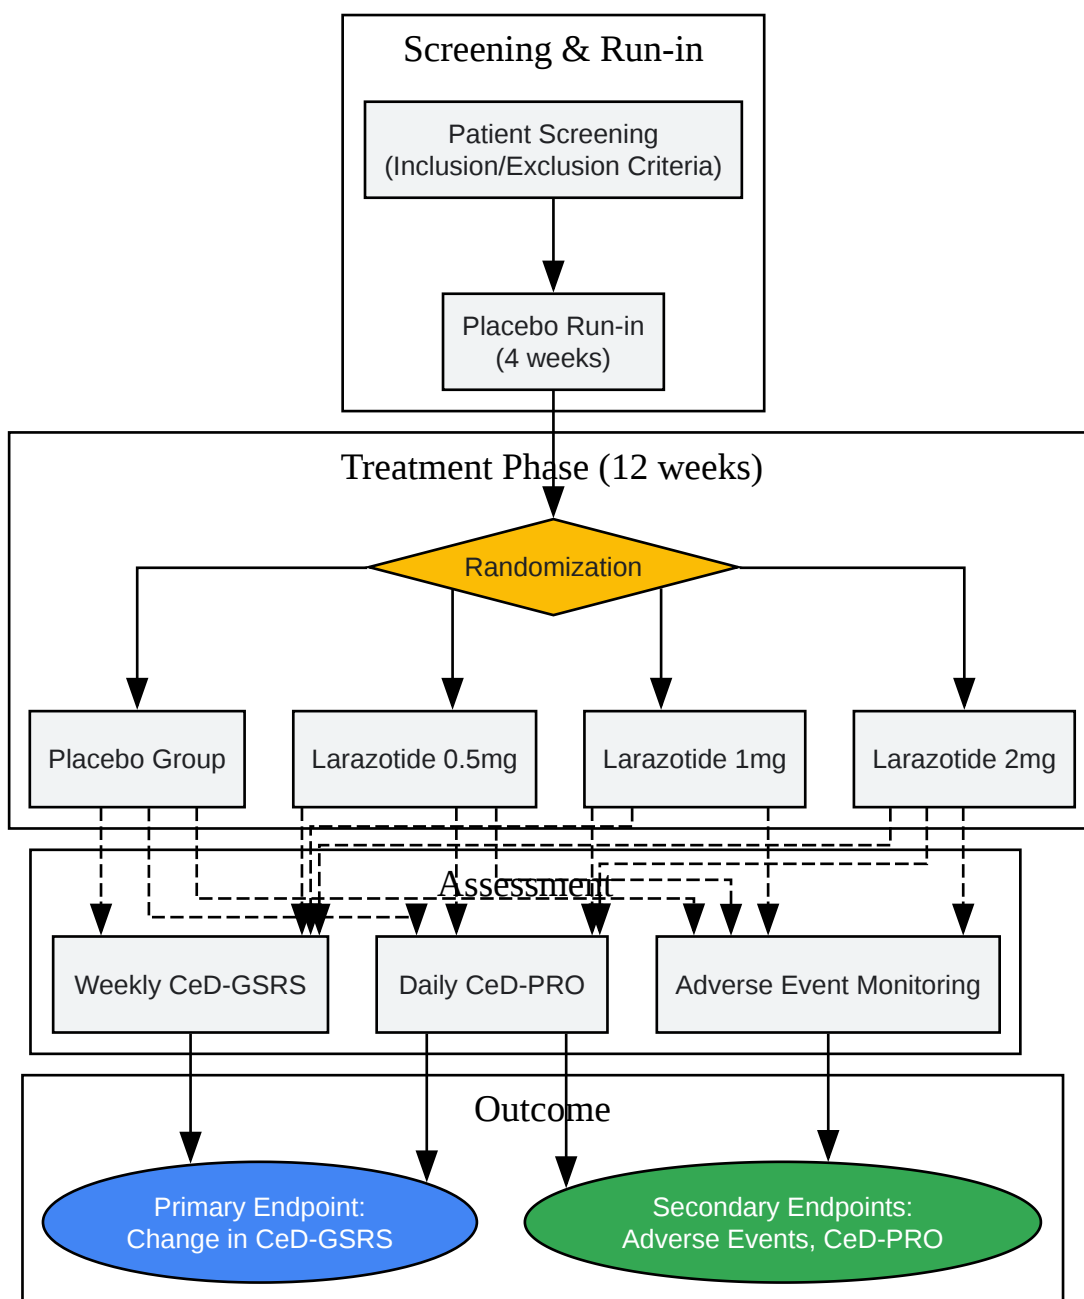 Screening & Run-in
Patient Screening
(Inclusion/Exclusion Criteria)
Placebo Run-in
(4 weeks)
Treatment Phase (12 weeks)
Randomization
Placebo Group
Larazotide 0.5mg
Larazotide 1mg
Larazotide 2mg
Assessment
Weekly CeD-GSRS
Daily CeD-PRO
Adverse Event Monitoring
Outcome
Primary Endpoint:
Change in CeD-GSRS
Secondary Endpoints:
Adverse Events, CeD-PRO